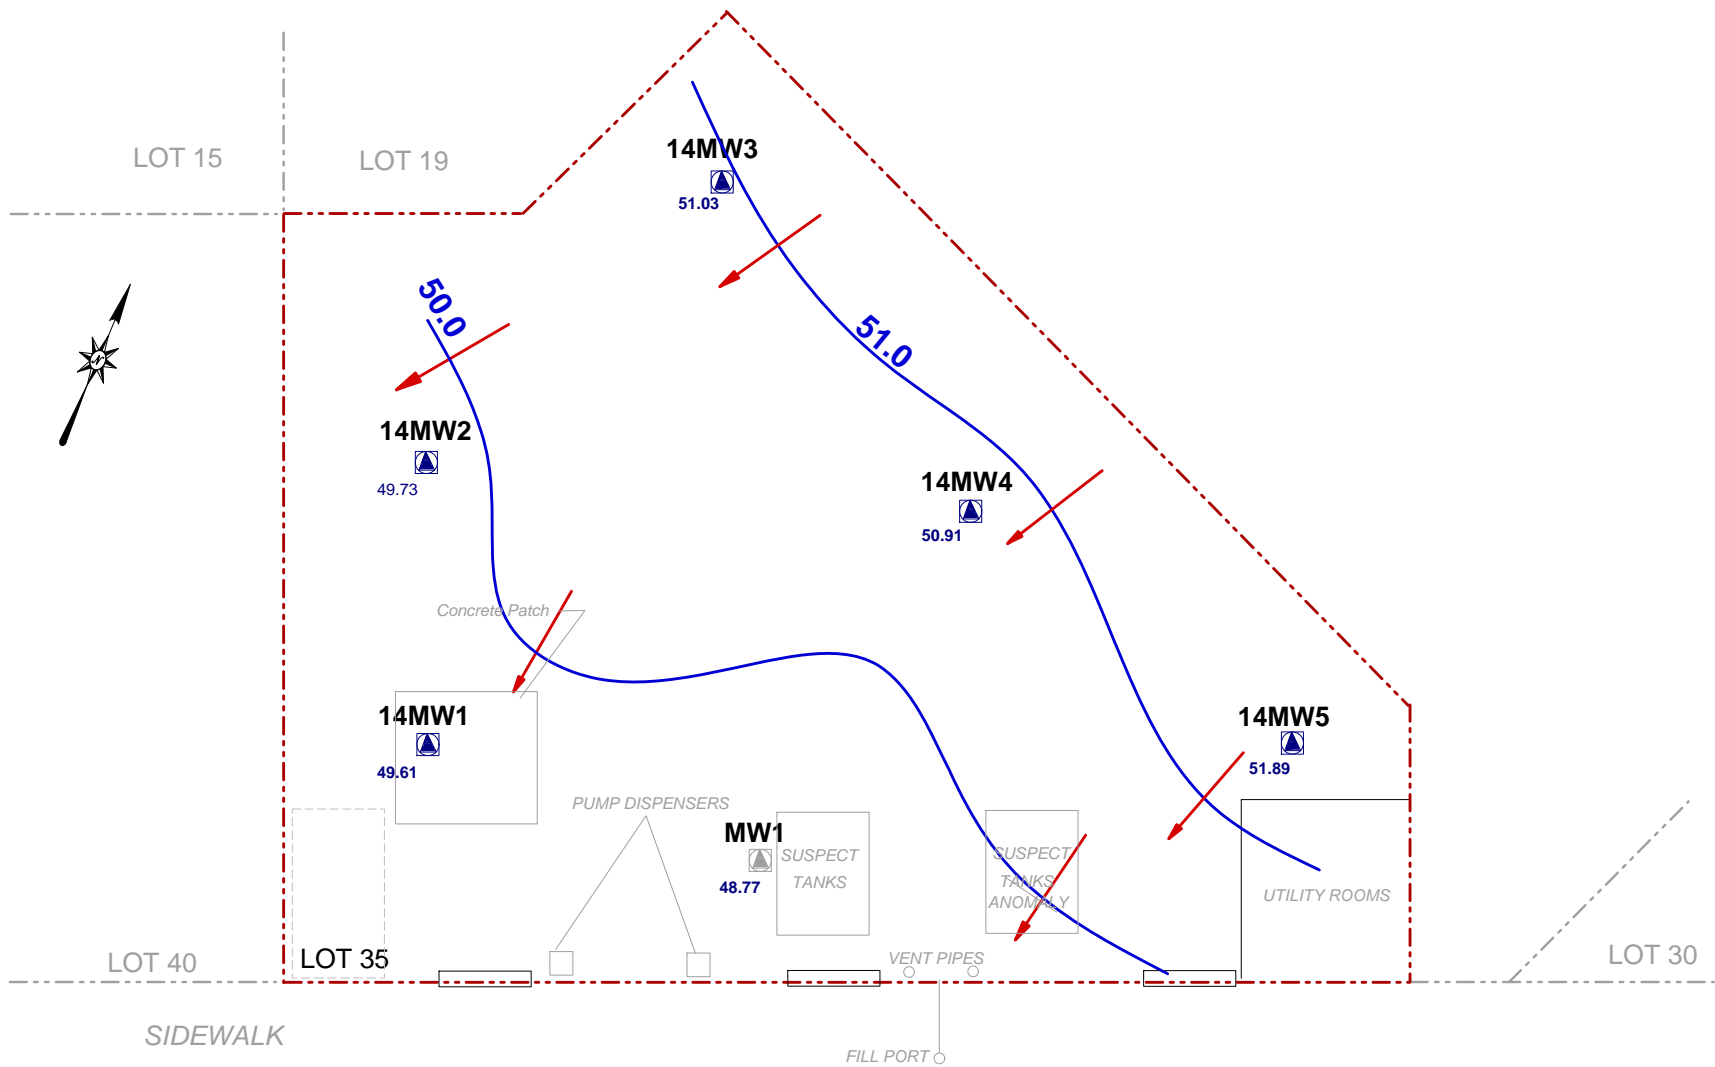 14MW3
51.03
LOT 15
LOT 19
50.0
51.0
N
14MW2
49.73
14MW4
50.91
Concrete Patch
14MW1
49.61
14MW5
51.89
PUMP DISPENSERS
MW1
48.77
SUSPECT
TANKS
SUSPECT
TANKS
ANOMALY
UTILITY ROOMS
LOT 40
LOT 35
VENT PIPES
LOT 30
SIDEWALK
FILL PORT